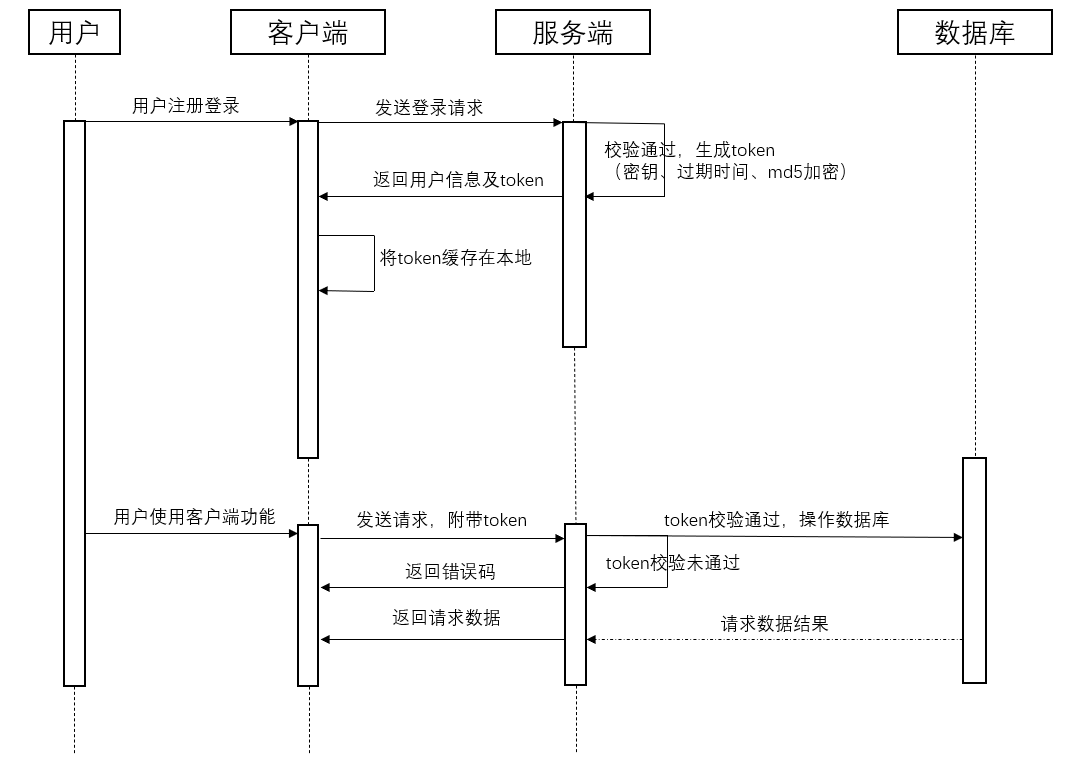 用户
客户端
服务端
数据库
用户注册登录
发送登录请求
校验通过，生成token
（密钥、过期时间、md5加密）
返回用户信息及token
将token缓存在本地
用户使用客户端功能
发送请求，附带token
token校验通过，操作数据库
token校验未通过
返回错误码
返回请求数据
请求数据结果